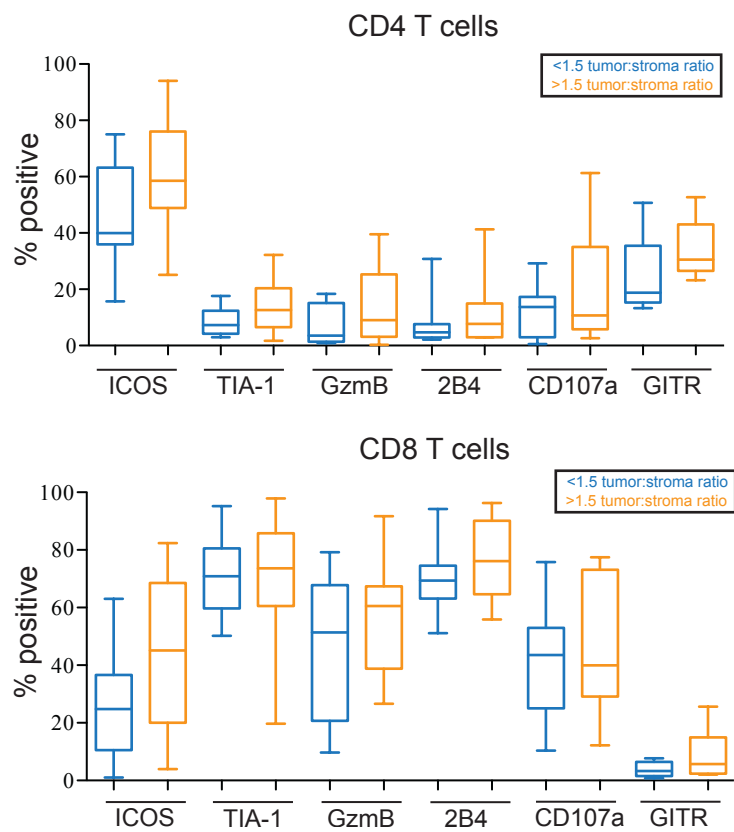 CD4 T cells
<1.5 tumor:stroma ratio
>1.5 tumor:stroma ratio
% positive
100
80
60
40
20
0
ICOS TIA-1 GzmB 2B4 CD107a GITR
CD8 T cells
<1.5 tumor:stroma ratio
>1.5 tumor:stroma ratio
% positive
100
80
60
40
20
0
ICOS TIA-1 GzmB 2B4 CD107a GITR